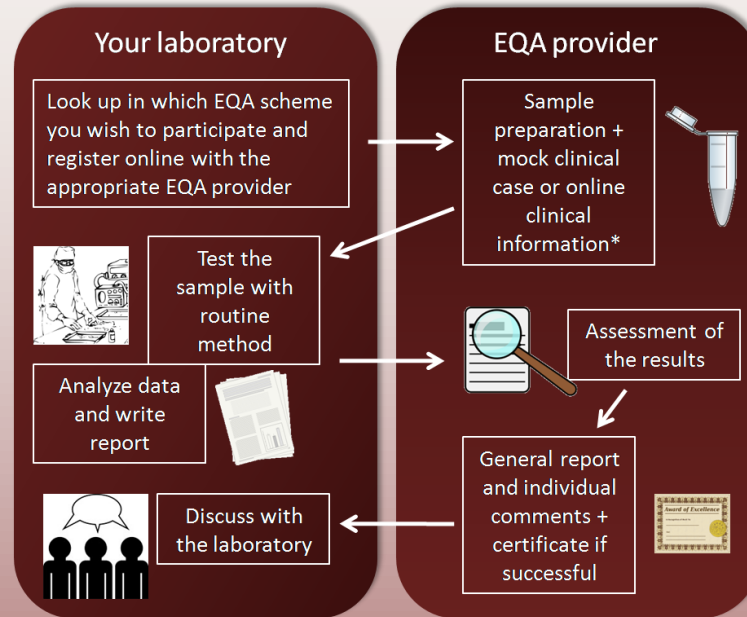 Your laboratory
Look up in which EQA scheme
you wish to participate and
register online with the
appropriate EQA provider
EQA provider
Sample
preparation +
mock clinical
case or online
clinical
information*
Test the
sample with
routine
method
Analyze data
and write
report
Assessment of
the results
General report
and individual
comments +
certificate if
successful
Award of Excellence
Discuss with
the laboratory